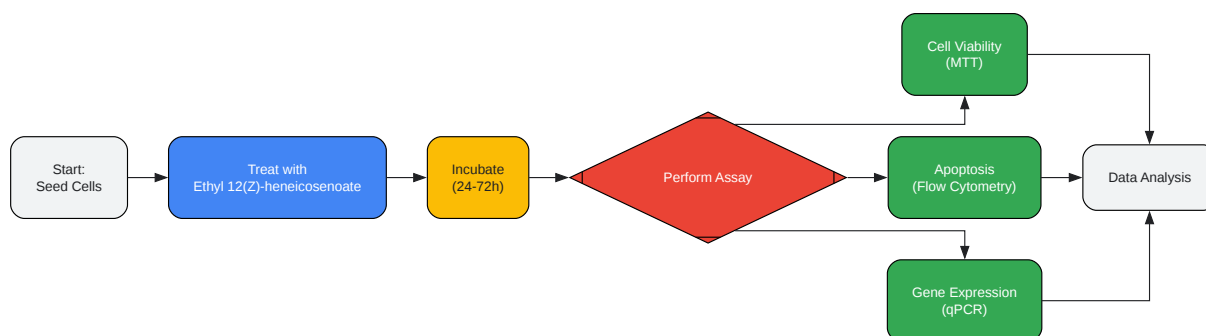 Start:
Seed Cells
Treat with
Ethyl 12(Z)-heneicosenoate
Incubate
(24-72h)
Perform Assay
Cell Viability
(MTT)
Apoptosis
(Flow Cytometry)
Gene Expression
(qPCR)
Data Analysis